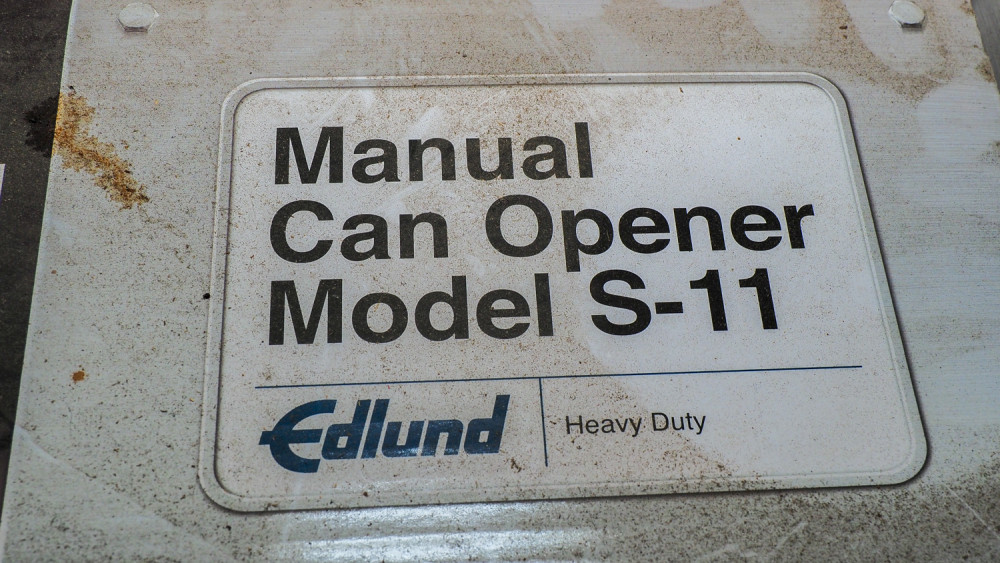 Manual
Can Opener
Model S-11
Edlund
Heavy Duty